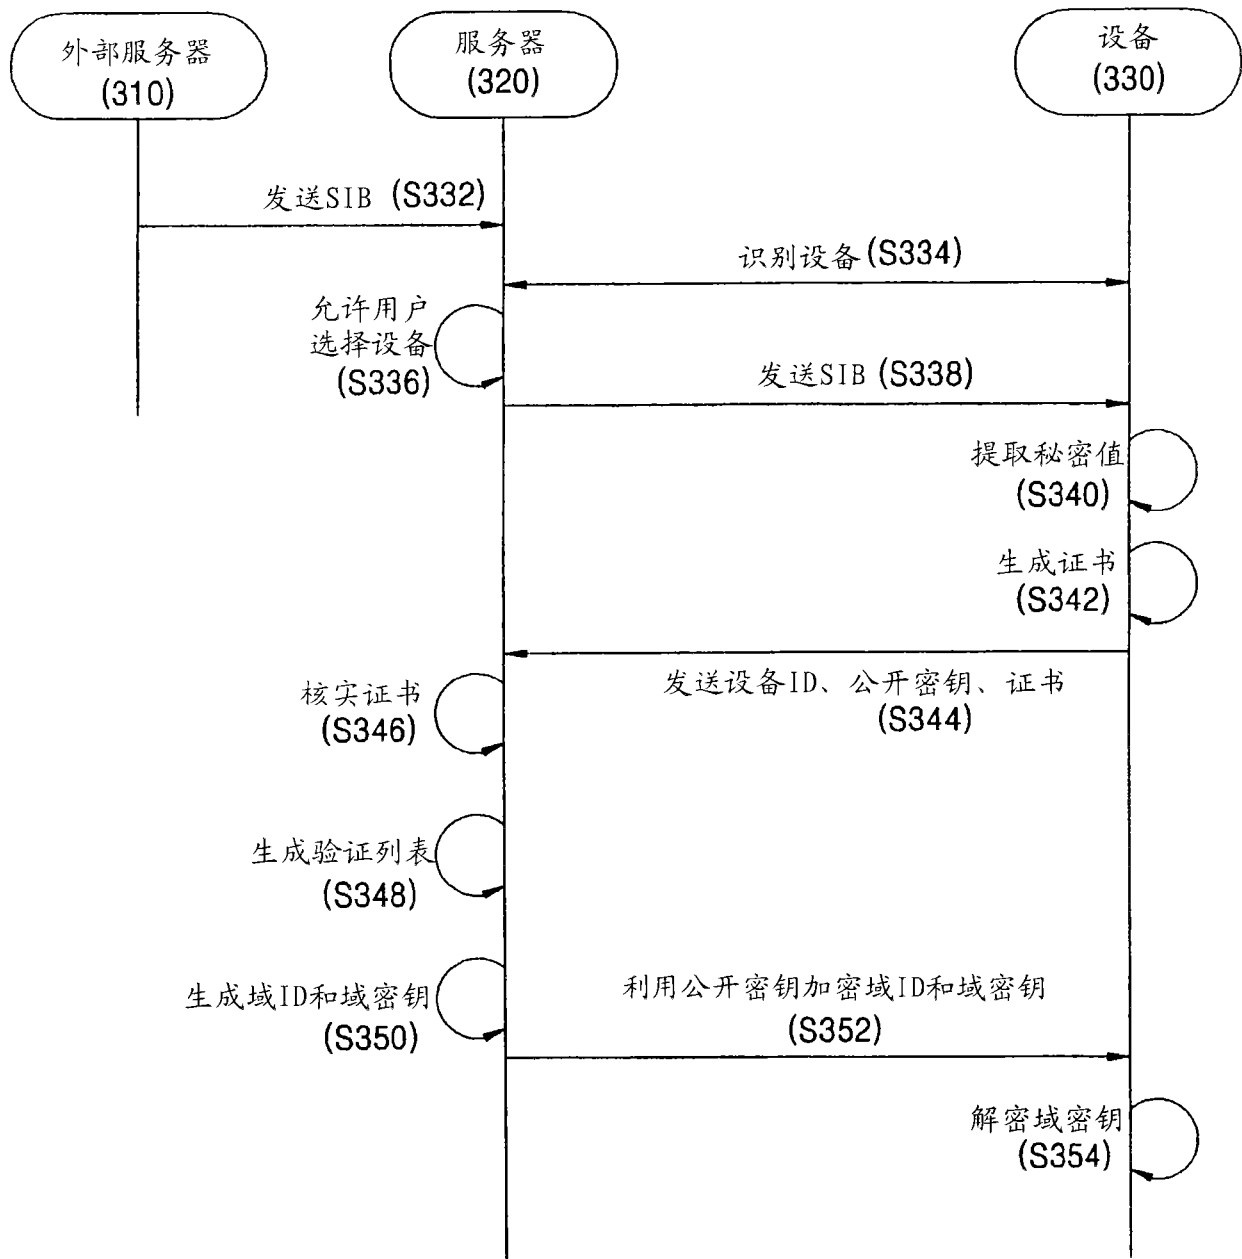 外部服务器
(310)
服务器
(320)
设备
(330)
发送SIB (S332)
识别设备(S334)
允许用户
选择设备
(S336)
发送SIB (S338)
提取秘密值
(S340)
生成证书
(S342)
发送设备ID、公开密钥、证书
(S344)
核实证书
(S346)
生成验证列表
(S348)
生成域ID和域密钥
(S350)
利用公开密钥加密域ID和域密钥
(S352)
解密域密钥
(S354)